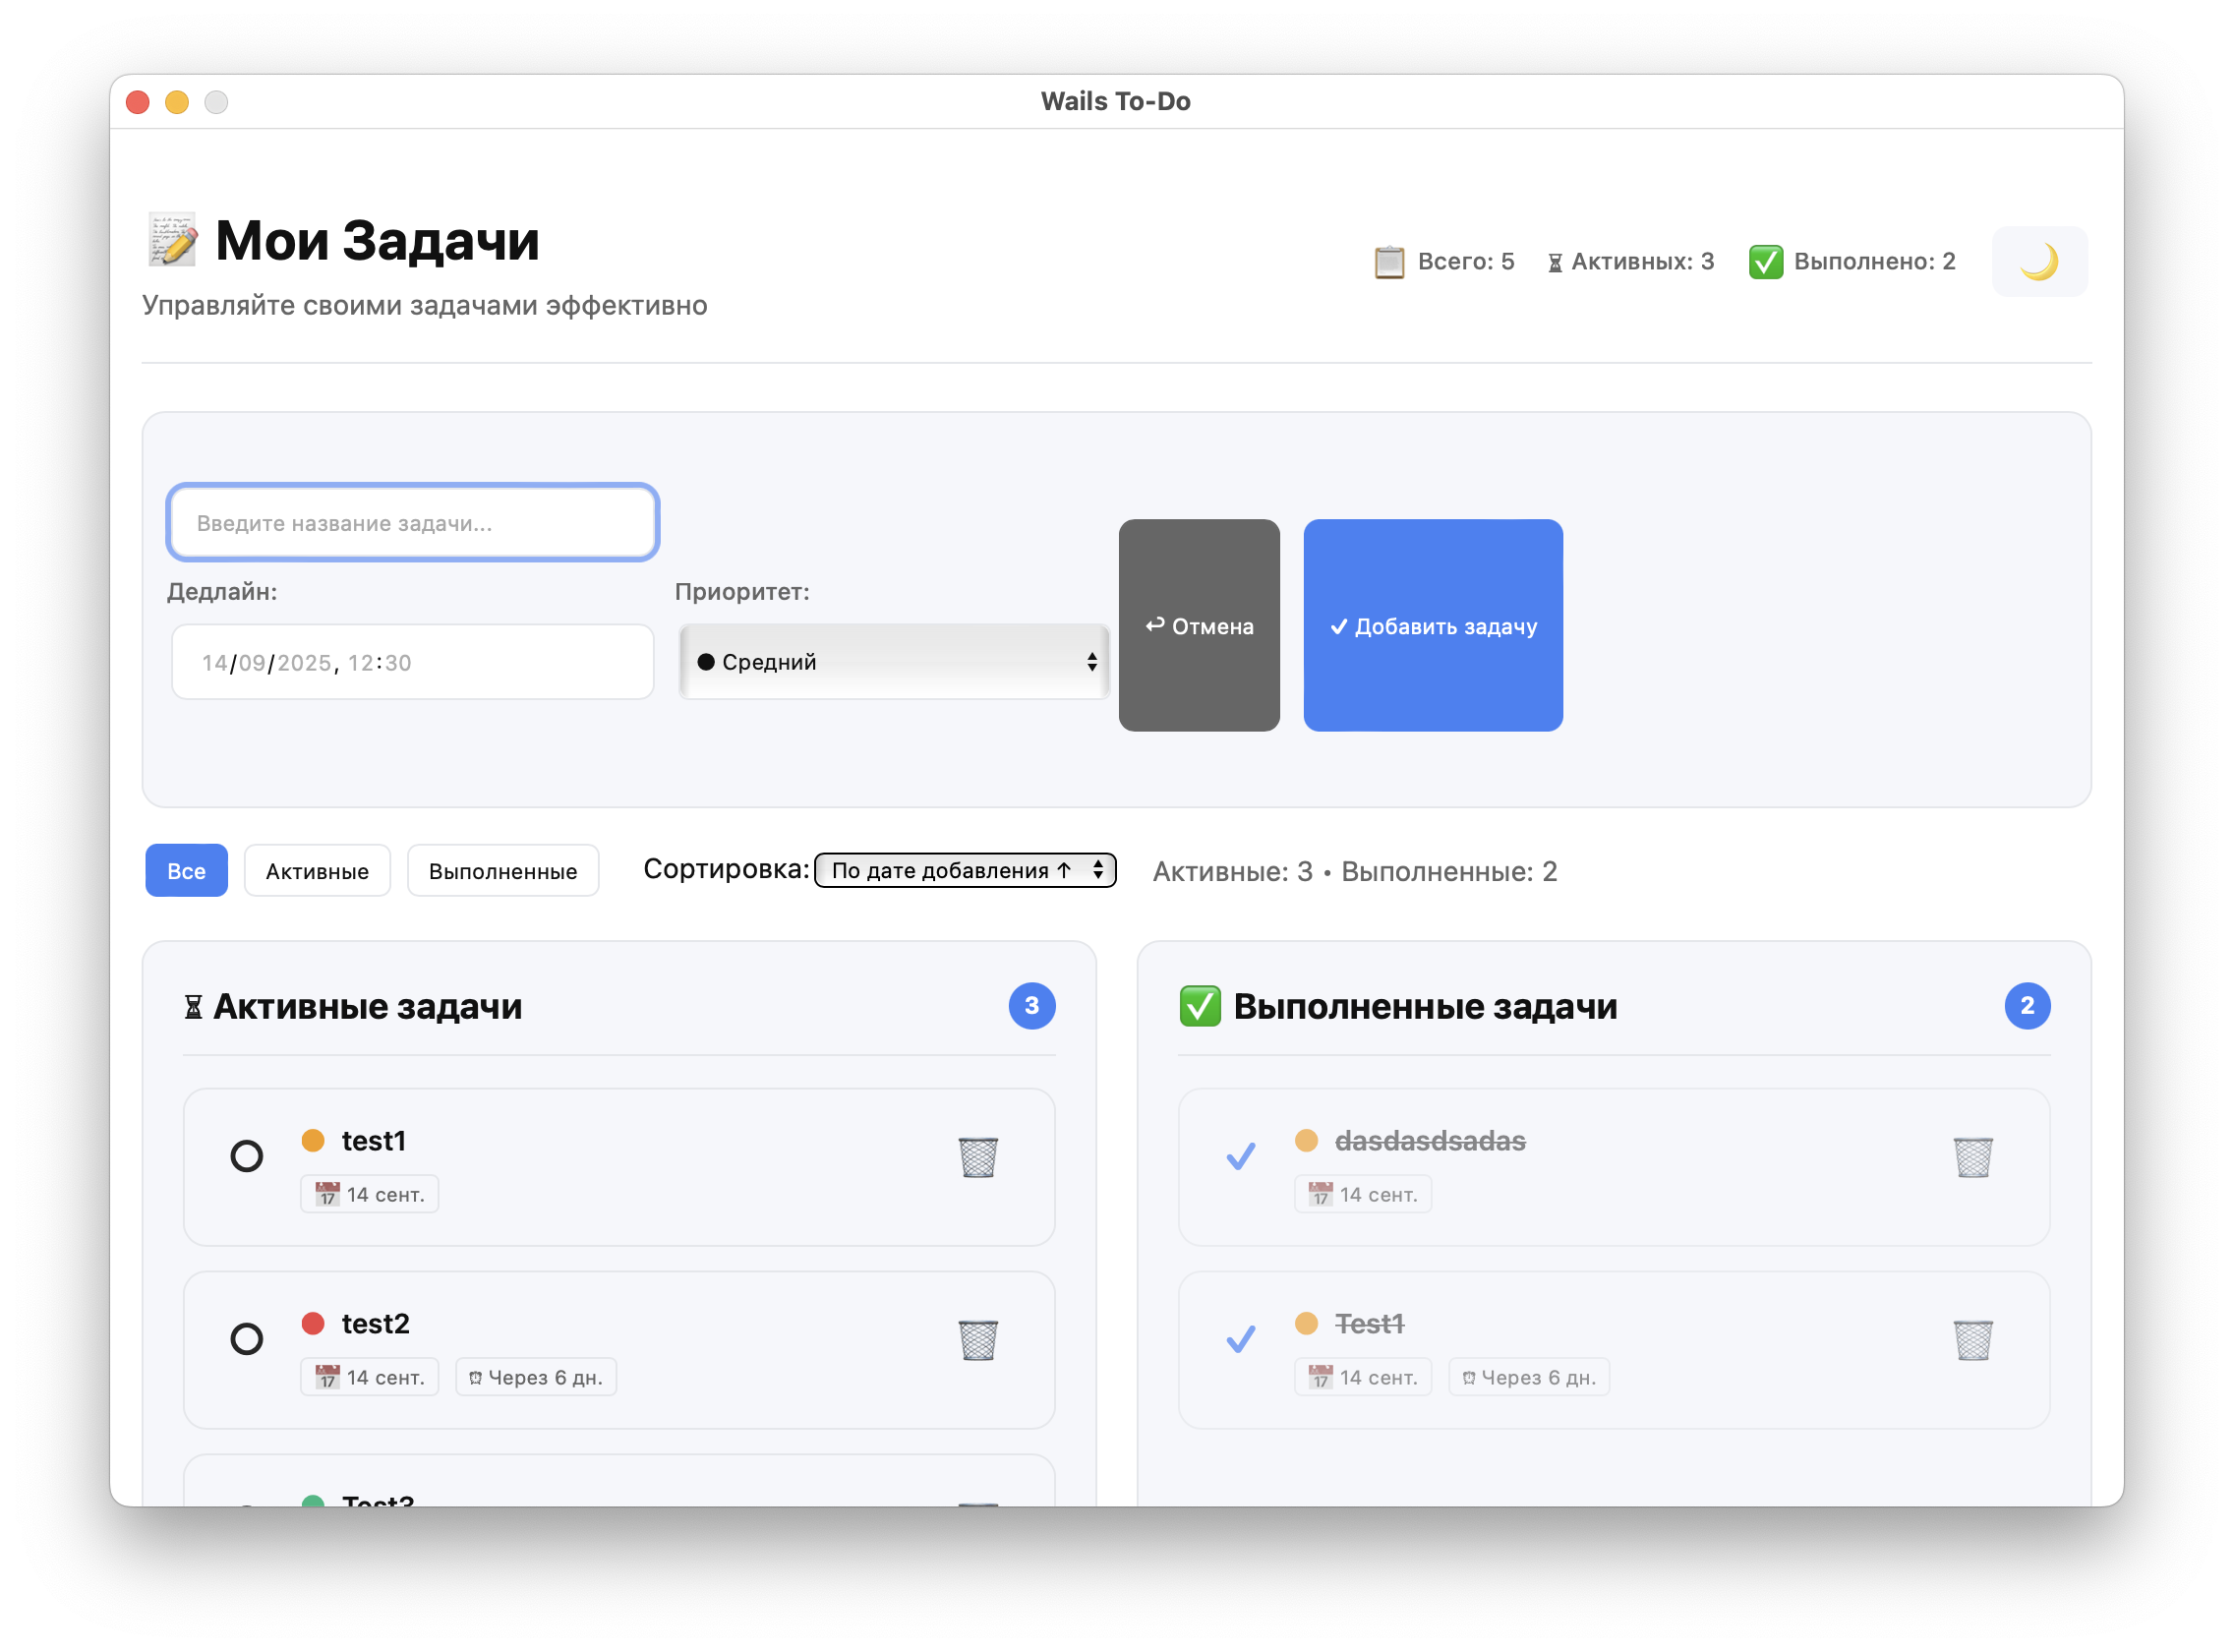 Wails To-Do
📝 Мои Задачи
Управляйте своими задачами эффективно
📋 Всего: 5 ⌛ Активных: 3 ✅ Выполнено: 2 🌙
Введите название задачи...
Дедлайн:
14/09/2025, 12:30
Приоритет:
● Средний
↩ Отмена
✓ Добавить задачу
Все Активные Выполненные Сортировка: По дате добавления ↑ Активные: 3 • Выполненные: 2
⌛ Активные задачи 3
test1
📅 14 сент.
test2
📅 14 сент. ⏰ Через 6 дн.
Test3
✅ Выполненные задачи 2
dasdasdsadas
📅 14 сент.
Test1
📅 14 сент. ⏰ Через 6 дн.